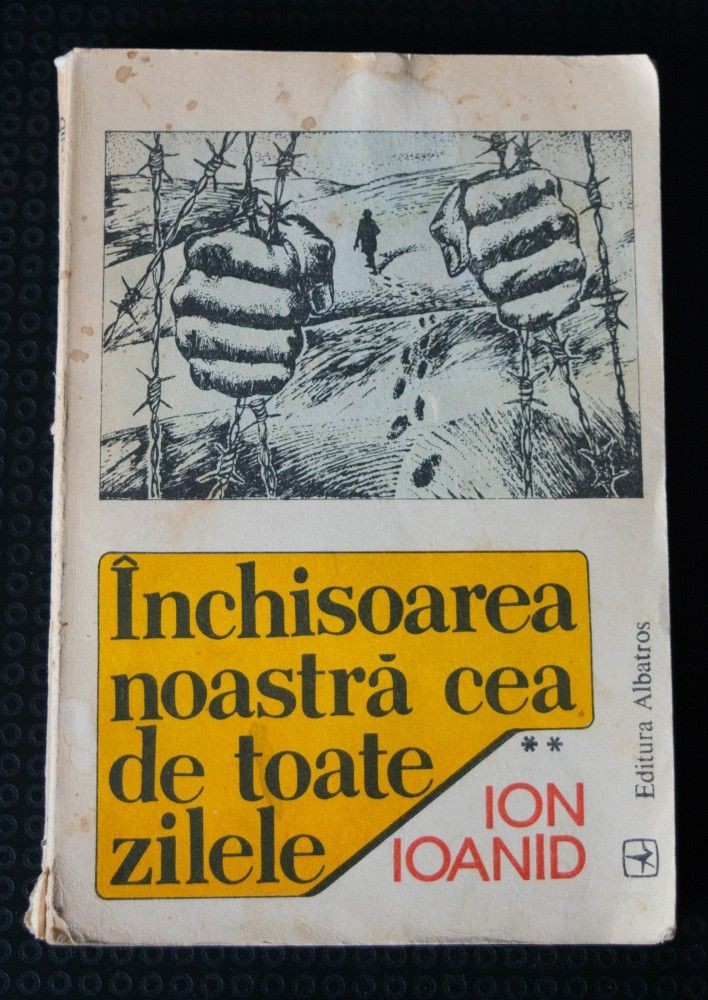 Închisoarea
noastră cea
de toate
zilele
**
ION
IOANID
Editura Albatros